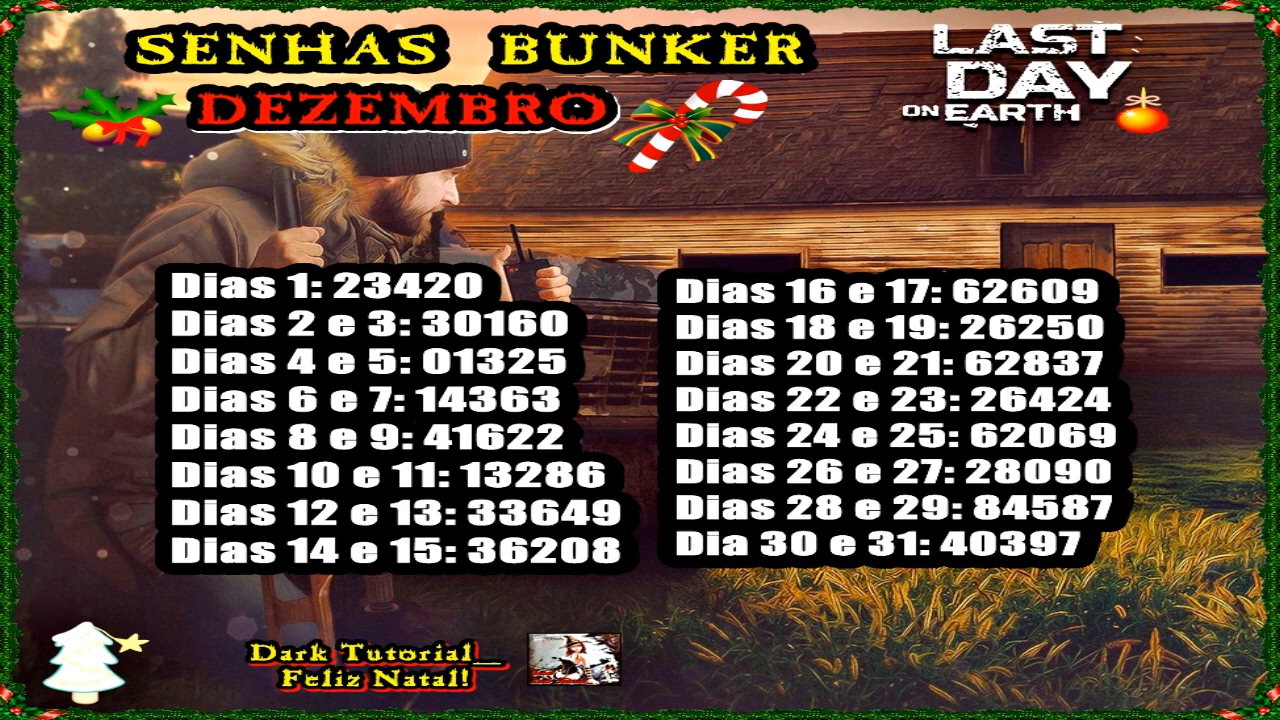 SENHAS BUNKER
DEZEMBRO
LAST
DAY
ON EARTH
Dias 1: 23420
Dias 2 e 3: 30160
Dias 4 e 5: 01325
Dias 6 e 7: 14363
Dias 8 e 9: 41622
Dias 10 e 11: 13286
Dias 12 e 13: 33649
Dias 14 e 15: 36208
Dias 16 e 17: 62609
Dias 18 e 19: 26250
Dias 20 e 21: 62837
Dias 22 e 23: 26424
Dias 24 e 25: 62069
Dias 26 e 27: 28090
Dias 28 e 29: 84587
Dia 30 e 31: 40397
Dark Tutorial__
Feliz Natal!